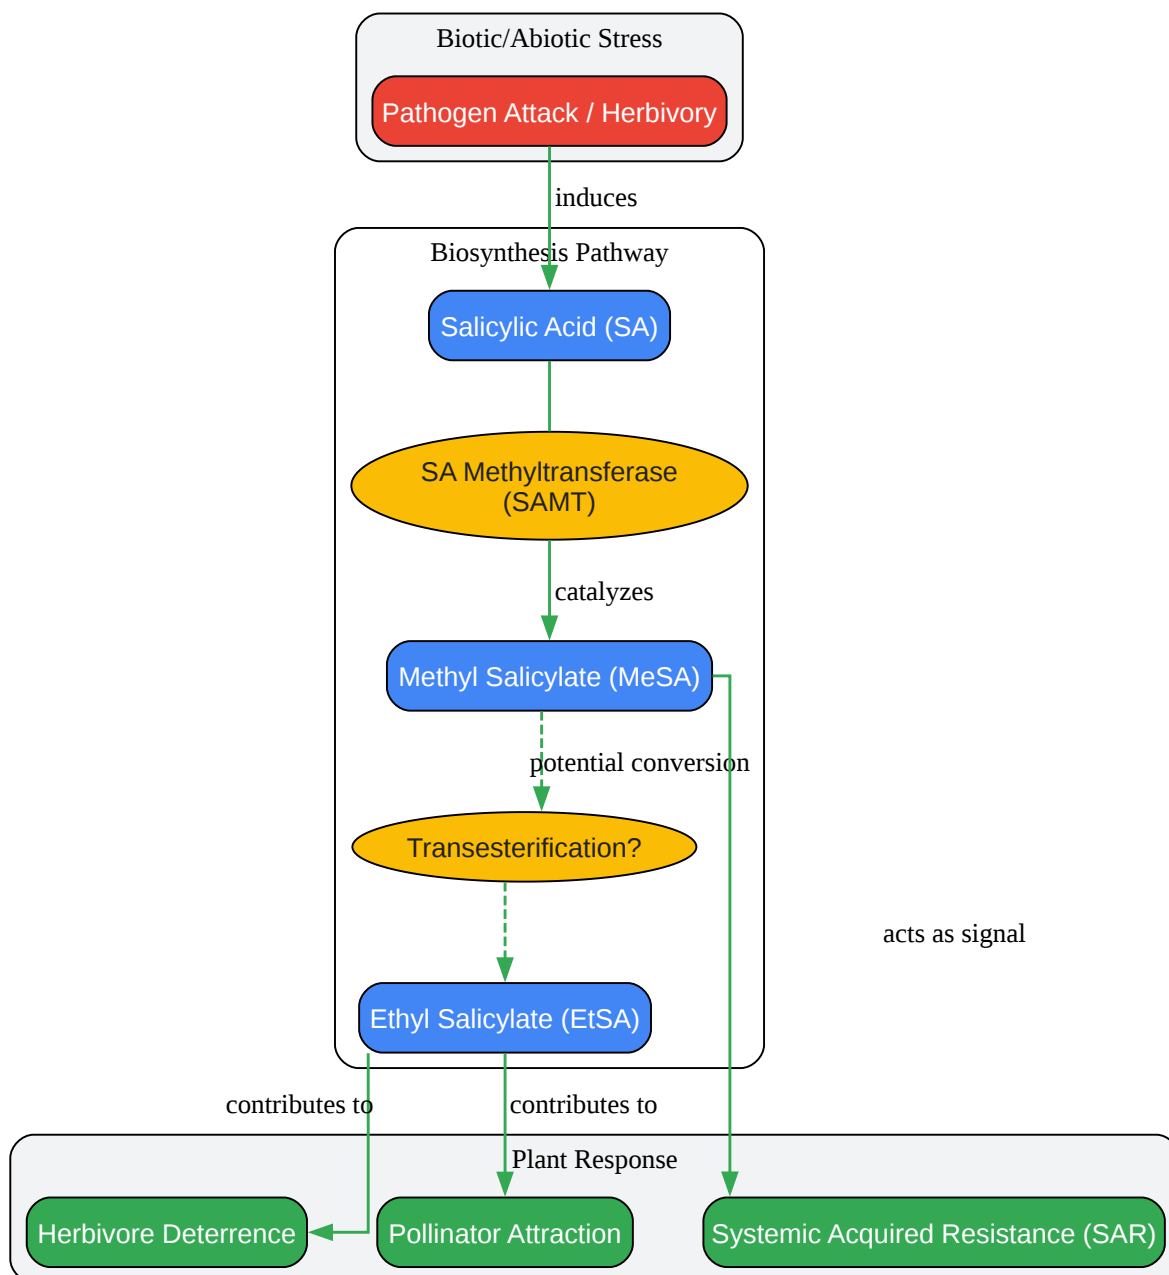 Biotic/Abiotic Stress
Pathogen Attack / Herbivory
induces
Biosynthesis Pathway
Salicylic Acid (SA)
SA Methyltransferase
(SAMT)
catalyzes
Methyl Salicylate (MeSA)
potential conversion
Transesterification?
acts as signal
Ethyl Salicylate (EtSA)
contributes to
contributes to
Plant Response
Herbivore Deterrence
Pollinator Attraction
Systemic Acquired Resistance (SAR)